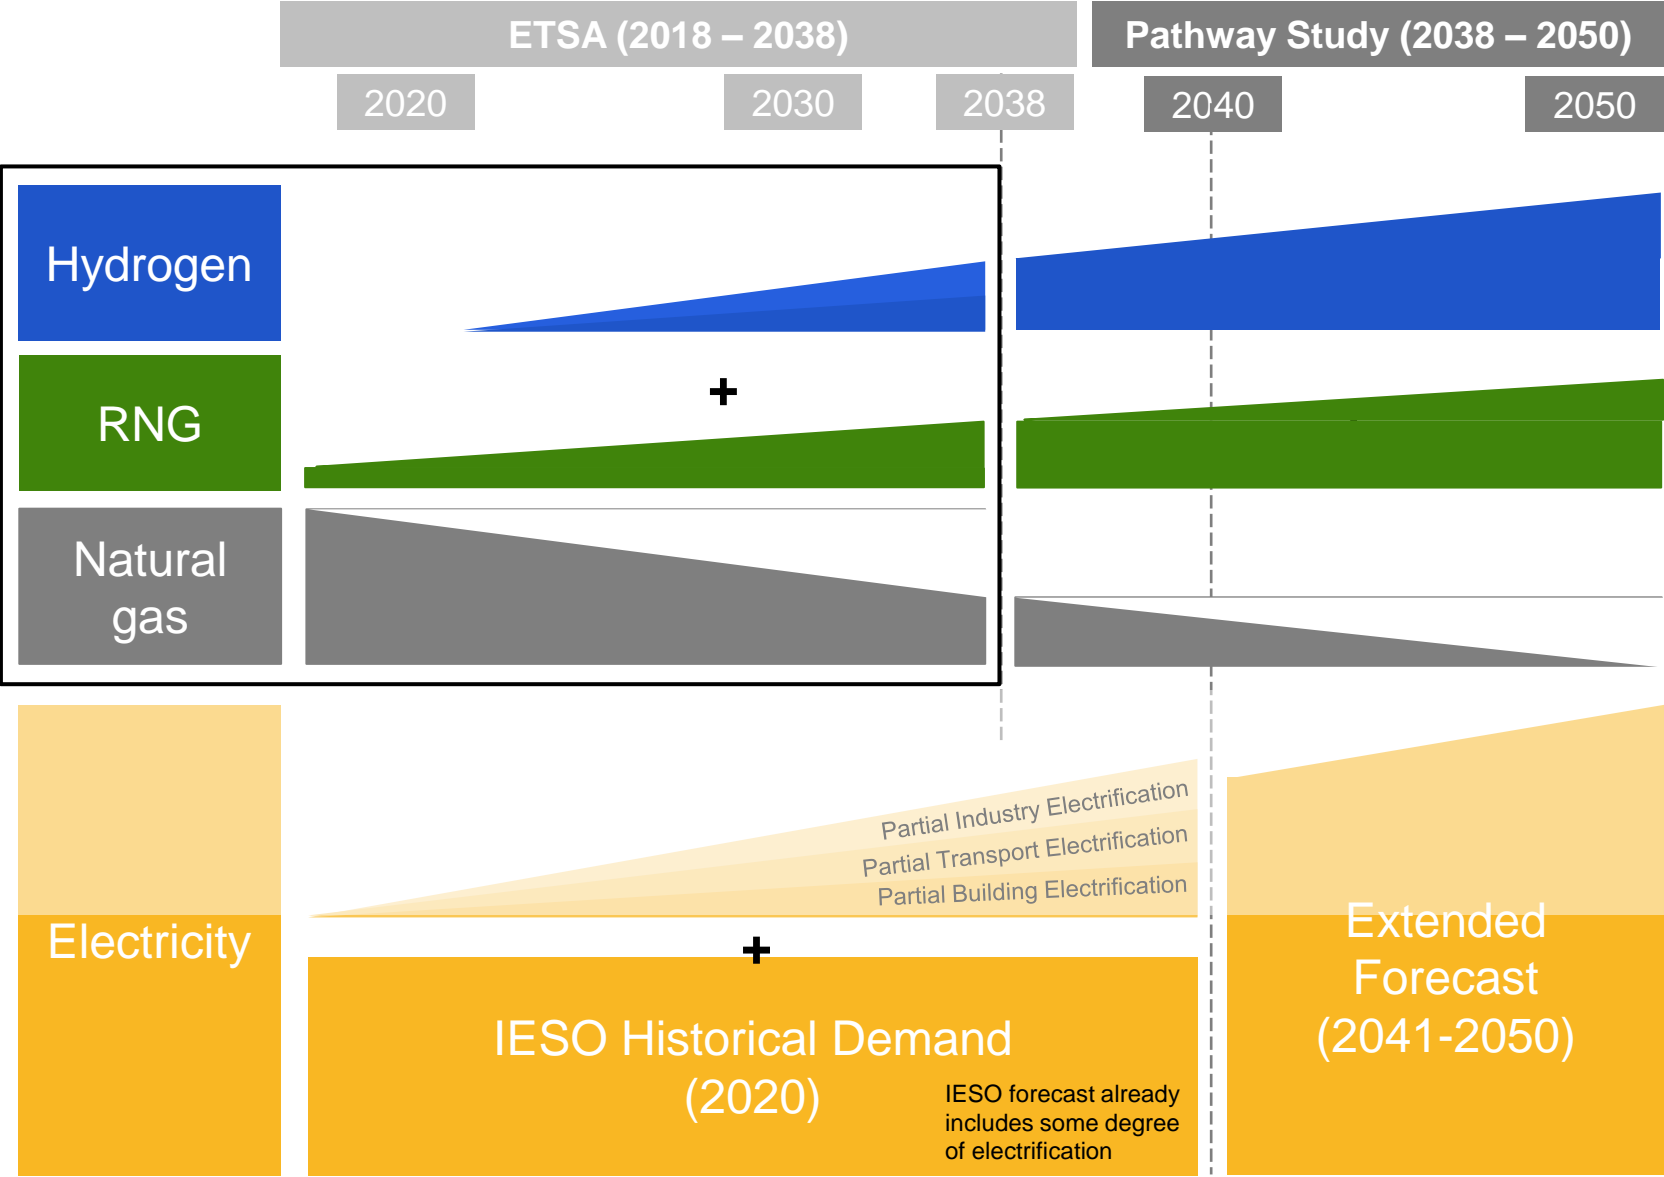 ETSA (2018 – 2038)
Pathway Study (2038 – 2050)
2020
2030
2038
2040
2050
Hydrogen
+
RNG
Natural
gas
Partial Industry Electrification
Partial Transport Electrification
Partial Building Electrification
Electricity
+
IESO Historical Demand
(2020)
IESO forecast already
includes some degree
of electrification
Extended
Forecast
(2041-2050)